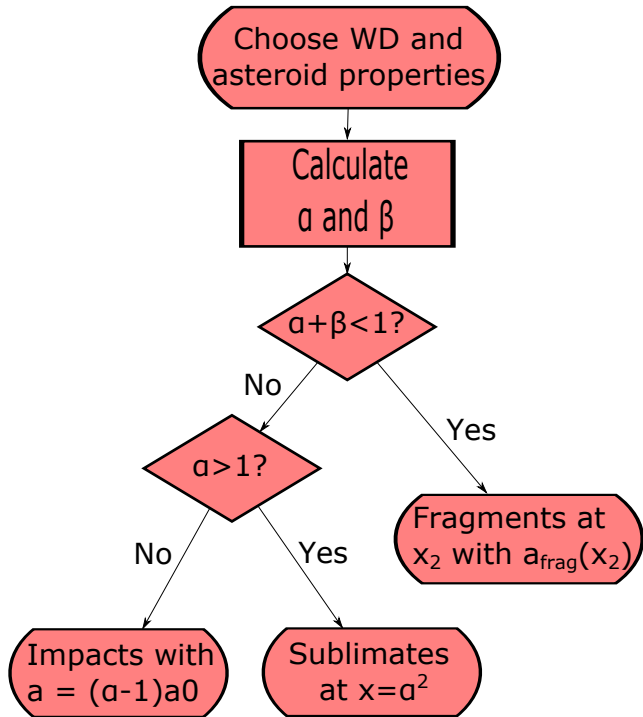 Choose WD and
asteroid properties
Calculate
α and β
α+β<1?
No
Yes
α>1?
Fragments at
x₂ with a_frag(x₂)
No
Yes
Impacts with
a = (α-1)a0
Sublimates
at x=α²